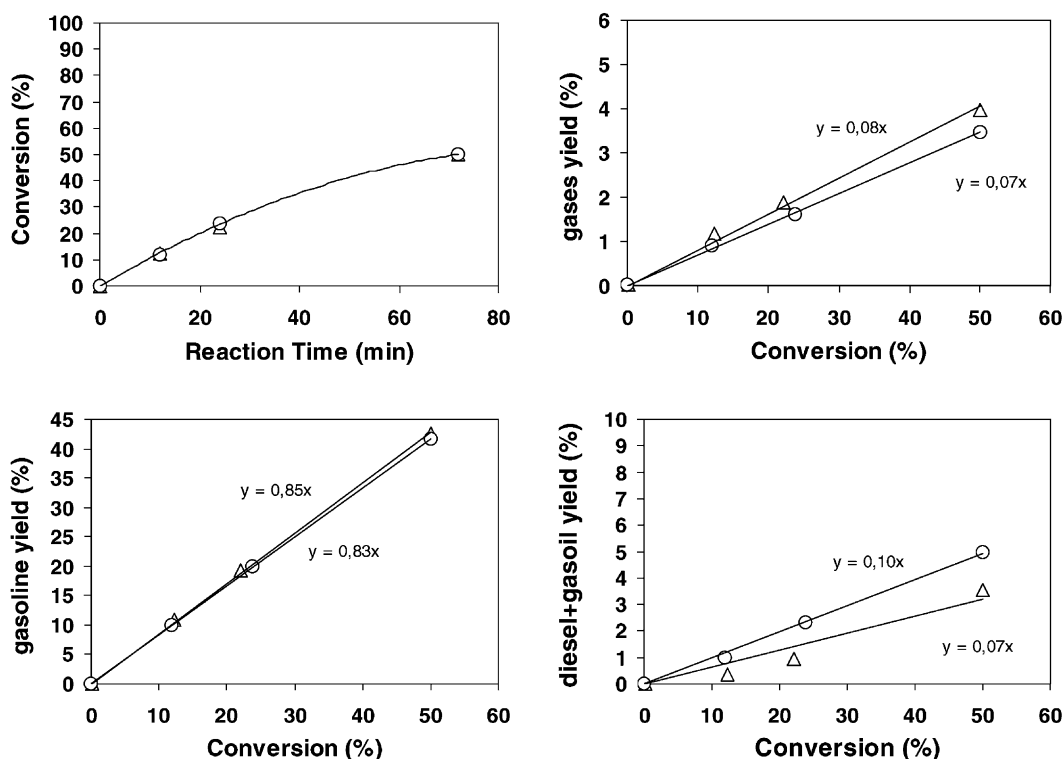 100
90
80
70
60
50
40
30
20
10
0
0 20 40 60 80
Conversion (%)
Reaction Time (min)
6
5
4
3
2
1
0
0 10 20 30 40 50 60
gases yield (%)
Conversion (%)
y = 0,08x
y = 0,07x
45
40
35
30
25
20
15
10
5
0
0 10 20 30 40 50 60
gasoline yield (%)
Conversion (%)
y = 0,85x
y = 0,83x
10
9
8
7
6
5
4
3
2
1
0
0 10 20 30 40 50 60
diesel+gasoil yield (%)
Conversion (%)
y = 0,10x
y = 0,07x